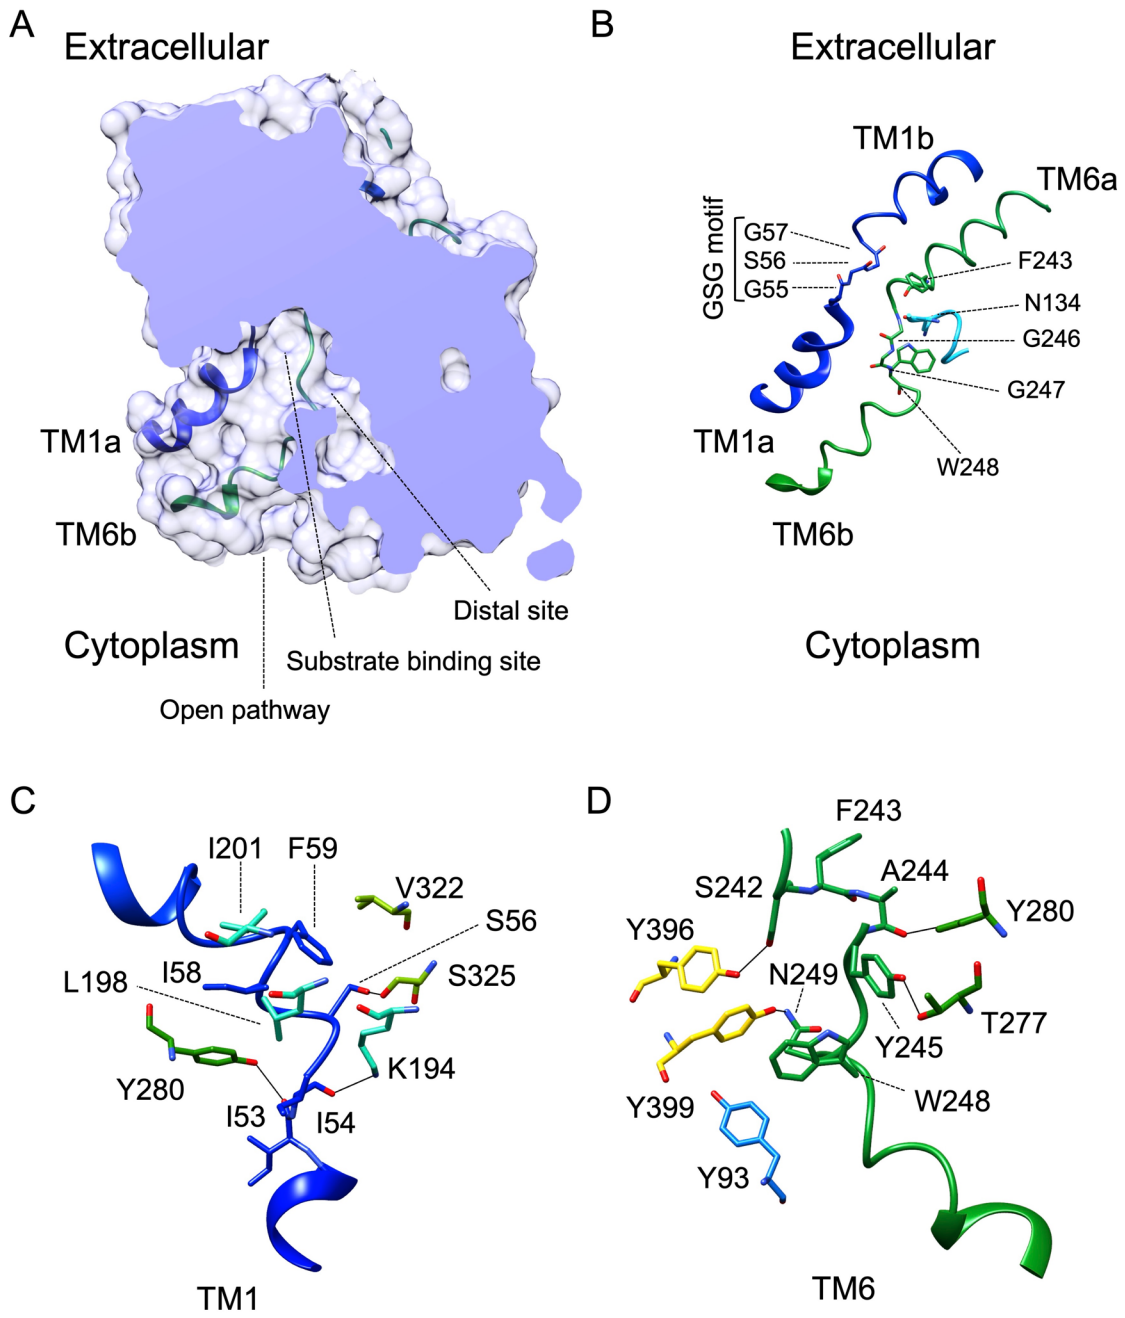 A
Extracellular
TM1a
TM6b
Distal site
Cytoplasm
Substrate binding site
Open pathway
B
Extracellular
TM1b
TM6a
GSG motif
G57
S56
G55
F243
N134
G246
G247
TM1a
W248
TM6b
Cytoplasm
C
I201
F59
V322
S56
I58
L198
S325
Y280
K194
I53
I54
TM1
D
F243
A244
S242
Y280
Y396
N249
T277
Y245
Y399
W248
Y93
TM6